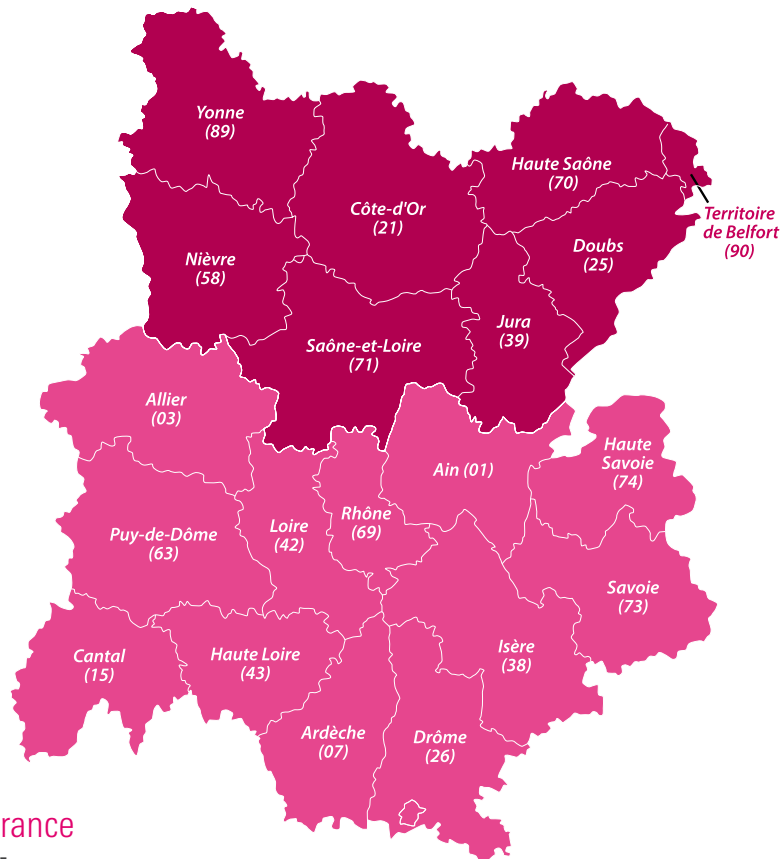 Yonne
(89)
Haute Saône
(70)
Côte-d'Or
(21)
Territoire
de Belfort
(90)
Nièvre
(58)
Doubs
(25)
Jura
(39)
Saône-et-Loire
(71)
Allier
(03)
Haute
Savoie
(74)
Ain (01)
Rhône
(69)
Loire
(42)
Puy-de-Dôme
(63)
Savoie
(73)
Isère
(38)
Cantal
(15)
Haute Loire
(43)
Ardèche
(07)
Drôme
(26)
rance